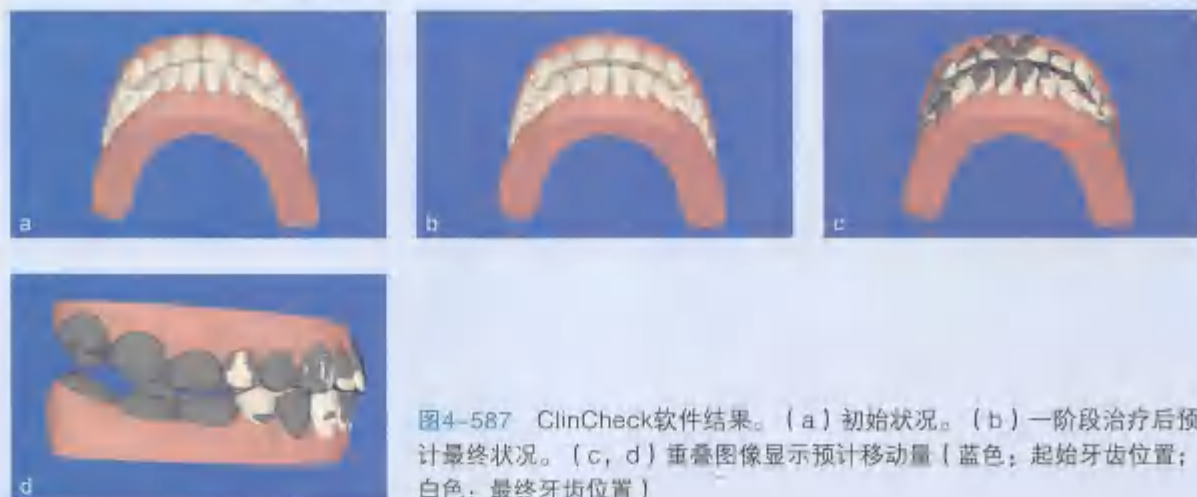 a
b
c
d
图4-587 ClinCheck软件结果。(a)初始状况。(b)一阶段治疗后预
计最终状况。(c,d)重叠图像显示预计移动量(蓝色:起始牙齿位置;
白色:最终牙齿位置)